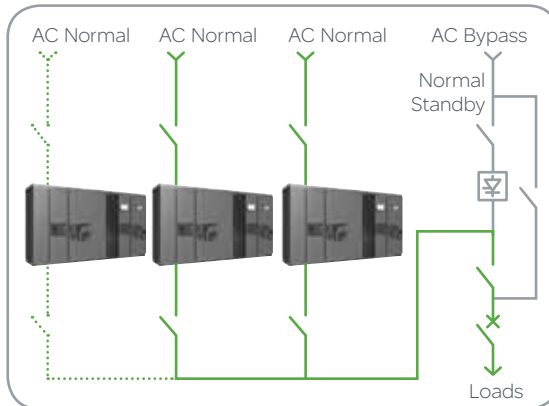 AC Normal
AC Normal
AC Normal
AC Bypass
Normal
Standby
Loads